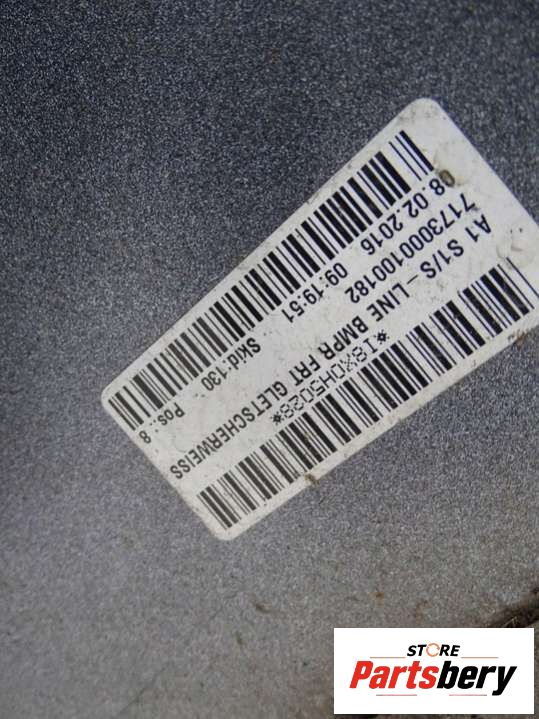 *I8X0H5028*
A1 S1/S - LINE BMPR FRT GLETSCHERWEISS
7173000100182
08.02.2016 09:19:51 Skid:130 Pos.:8
STORE
Partsbery